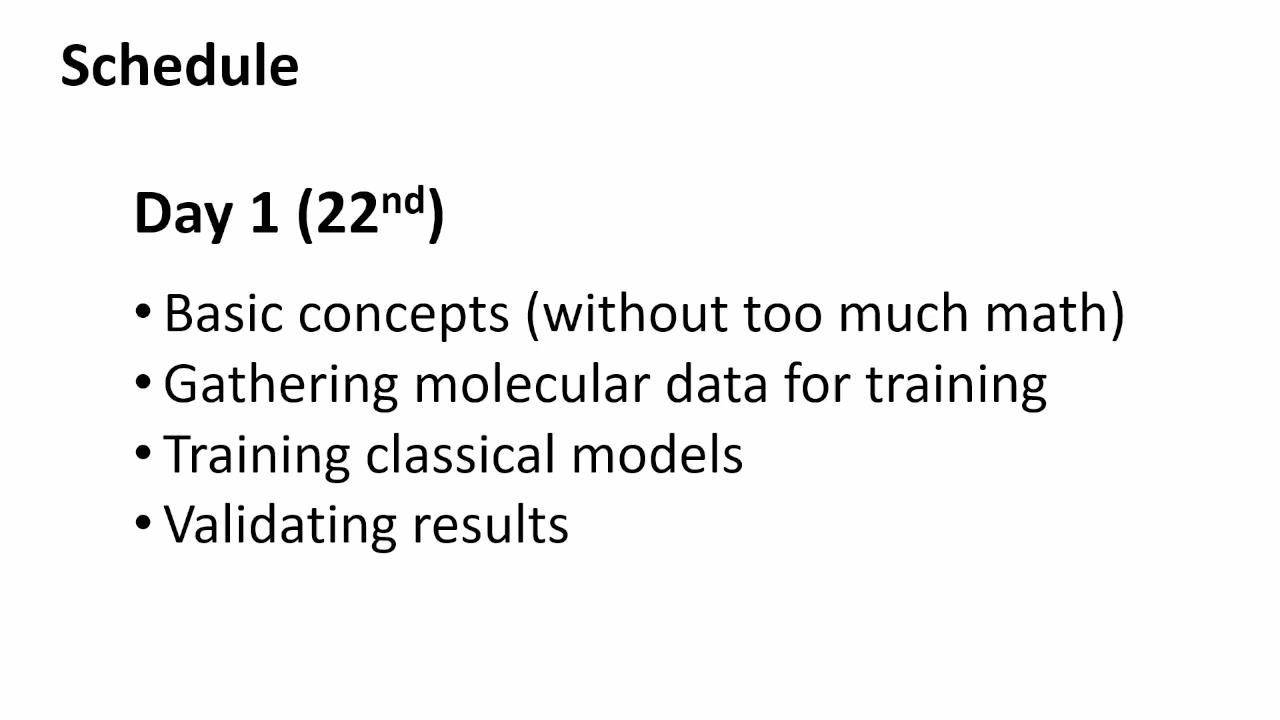 Schedule
Day 1 (22nd)
• Basic concepts (without too much math)
• Gathering molecular data for training
• Training classical models
• Validating results